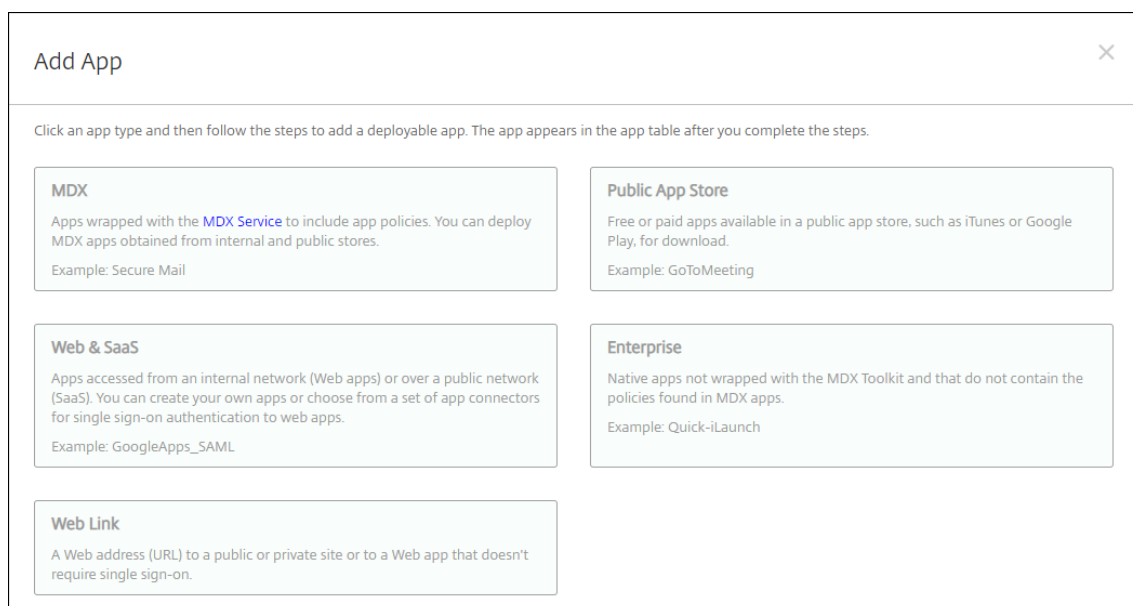 Add App
Click an app type and then follow the steps to add a deployable app. The app appears in the app table after you complete the steps.
MDX
Apps wrapped with the MDX Service to include app policies. You can deploy
MDX apps obtained from internal and public stores.
Example: Secure Mail
Public App Store
Free or paid apps available in a public app store, such as iTunes or Google
Play, for download.
Example: GoToMeeting
Web & SaaS
Apps accessed from an internal network (Web apps) or over a public network
(SaaS). You can create your own apps or choose from a set of app connectors
for single sign-on authentication to web apps.
Example: GoogleApps_SAML
Enterprise
Native apps not wrapped with the MDX Toolkit and that do not contain the
policies found in MDX apps.
Example: Quick-iLaunch
Web Link
A Web address (URL) to a public or private site or to a Web app that doesn't
require single sign-on.